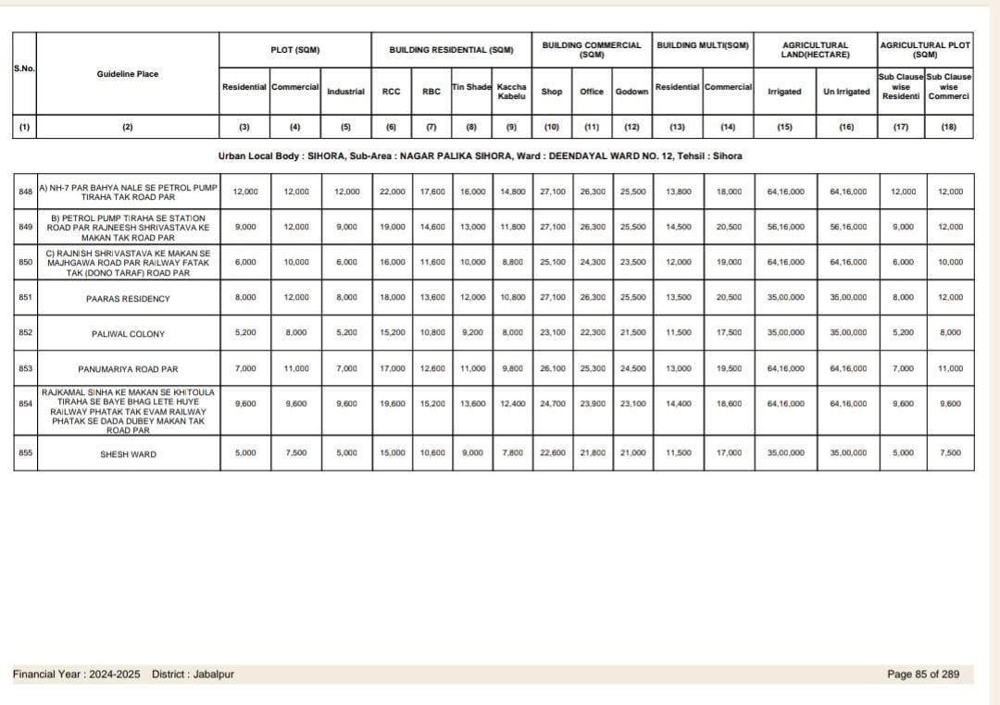 S.No.
Guideline Place
PLOT (SQM)
BUILDING RESIDENTIAL (SQM)
BUILDING COMMERCIAL
(SQM)
BUILDING MULTI(SQM)
AGRICULTURAL
LAND(HECTARE)
AGRICULTURAL PLOT
(SQM)
Residential Commercial Industrial RCC RBC Tin Shade Kaccha
Kabelu
Shop Office Godown Residential Commercial Irrigated Un Irrigated
Sub Clause
wise
Residenti
Sub Clause
wise
Commerci
(1) (2) (3) (4) (5) (6) (7) (8) (9) (10) (11) (12) (13) (14) (15) (16) (17) (18)
Urban Local Body : SIHORA, Sub-Area : NAGAR PALIKA SIHORA, Ward : DEENDAYAL WARD NO. 12, Tehsil : Sihora
848 A) NH-7 PAR BAHYA NALE SE PETROL PUMP
TIRAHA TAK ROAD PAR
12,000 12,000 12,000 22,000 17,600 16,000 14,800 27,100 26,300 25,500 13,800 18,000 64,16,000 64,16,000 12,000 12,000
849 B) PETROL PUMP TIRAHA SE STATION
ROAD PAR RAJNEESH SHRIVASTAVA KE
MAKAN TAK ROAD PAR
9,000 12,000 9,000 19,000 14,600 13,000 11,800 27,100 26,300 25,500 14,500 20,500 56,16,000 56,16,000 9,000 12,000
850 C) RAJNISH SHRIVASTAVA KE MAKAN SE
MAJHGAWA ROAD PAR RAILWAY FATAK
TAK (DONO TARAF) ROAD PAR
6,000 10,000 6,000 16,000 11,600 10,000 8,800 25,100 24,300 23,500 12,000 19,000 64,16,000 64,16,000 6,000 10,000
851 PAARAS RESIDENCY 8,000 12,000 8,000 18,000 13,600 12,000 10,800 27,100 26,300 25,500 13,500 20,500 35,00,000 35,00,000 8,000 12,000
852 PALIWAL COLONY 5,200 8,000 5,200 15,200 10,800 9,200 8,000 23,100 22,300 21,500 11,500 17,500 35,00,000 35,00,000 5,200 8,000
853 PANUMARIYA ROAD PAR 7,000 11,000 7,000 17,000 12,600 11,000 9,800 26,100 25,300 24,500 13,000 19,500 64,16,000 64,16,000 7,000 11,000
854 RAJKAMAL SINHA KE MAKAN SE KHITOULA
TIRAHA SE BAYE BHAG LETE HUYE
RAILWAY PHATAK TAK EVAM RAILWAY
PHATAK SE DADA DUBEY MAKAN TAK
ROAD PAR
9,600 9,600 9,600 19,600 15,200 13,600 12,400 24,700 23,900 23,100 14,400 18,600 64,16,000 64,16,000 9,600 9,600
855 SHESH WARD 5,000 7,500 5,000 15,000 10,600 9,000 7,800 22,600 21,800 21,000 11,500 17,000 35,00,000 35,00,000 5,000 7,500
Financial Year : 2024-2025 District : Jabalpur Page 85 of 289